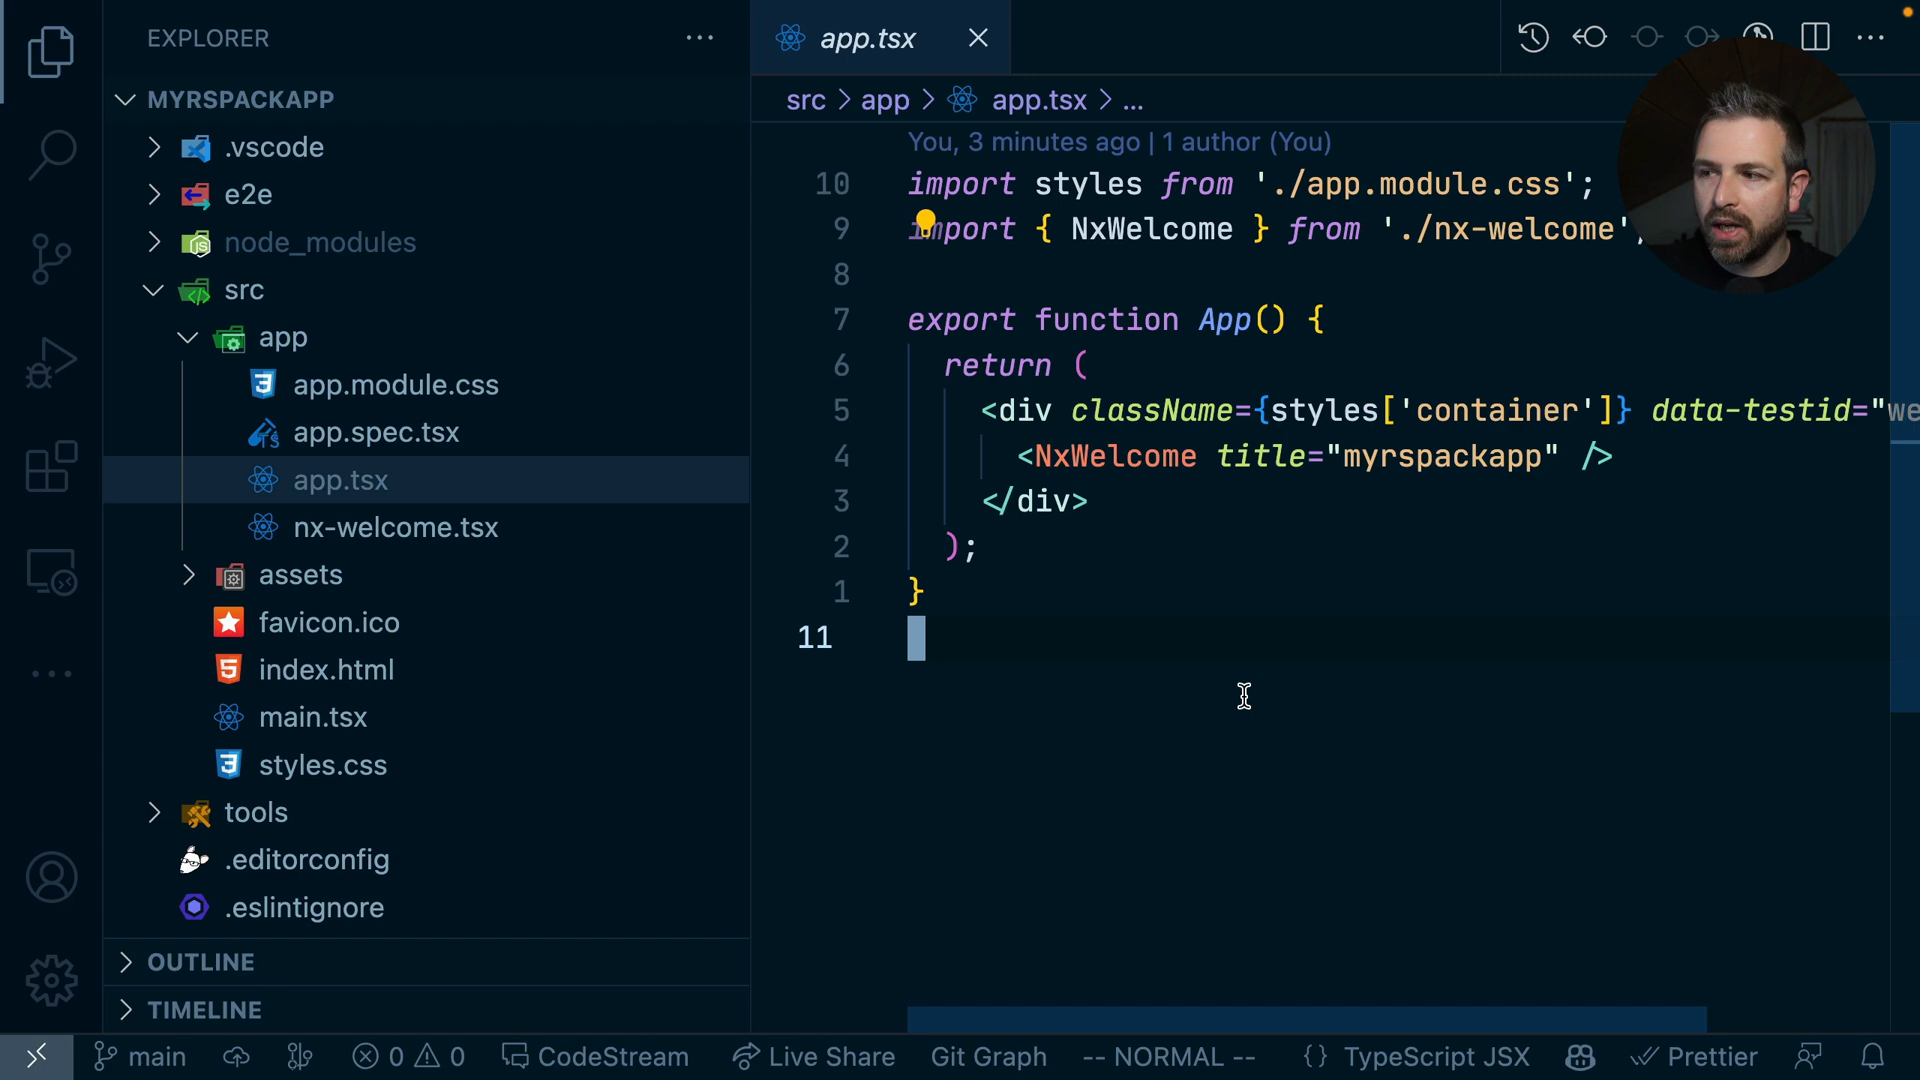 EXPLORER
MYRSPACKAPP
.vscode
e2e
node_modules
src
app
app.module.css
app.spec.tsx
app.tsx
nx-welcome.tsx
assets
favicon.ico
index.html
main.tsx
styles.css
tools
.editorconfig
.eslintignore
OUTLINE
TIMELINE
app.tsx
src > app > app.tsx > ...
You, 3 minutes ago | 1 author (You)
10 import styles from './app.module.css';
9 import { NxWelcome } from './nx-welcome';
8
7 export function App() {
6 return (
5 <div className={styles['container']} data-testid="we
4 <NxWelcome title="myrspackapp" />
3 </div>
2 );
1 }
11
main 0 0 CodeStream Live Share Git Graph -- NORMAL -- {} TypeScript JSX Prettier